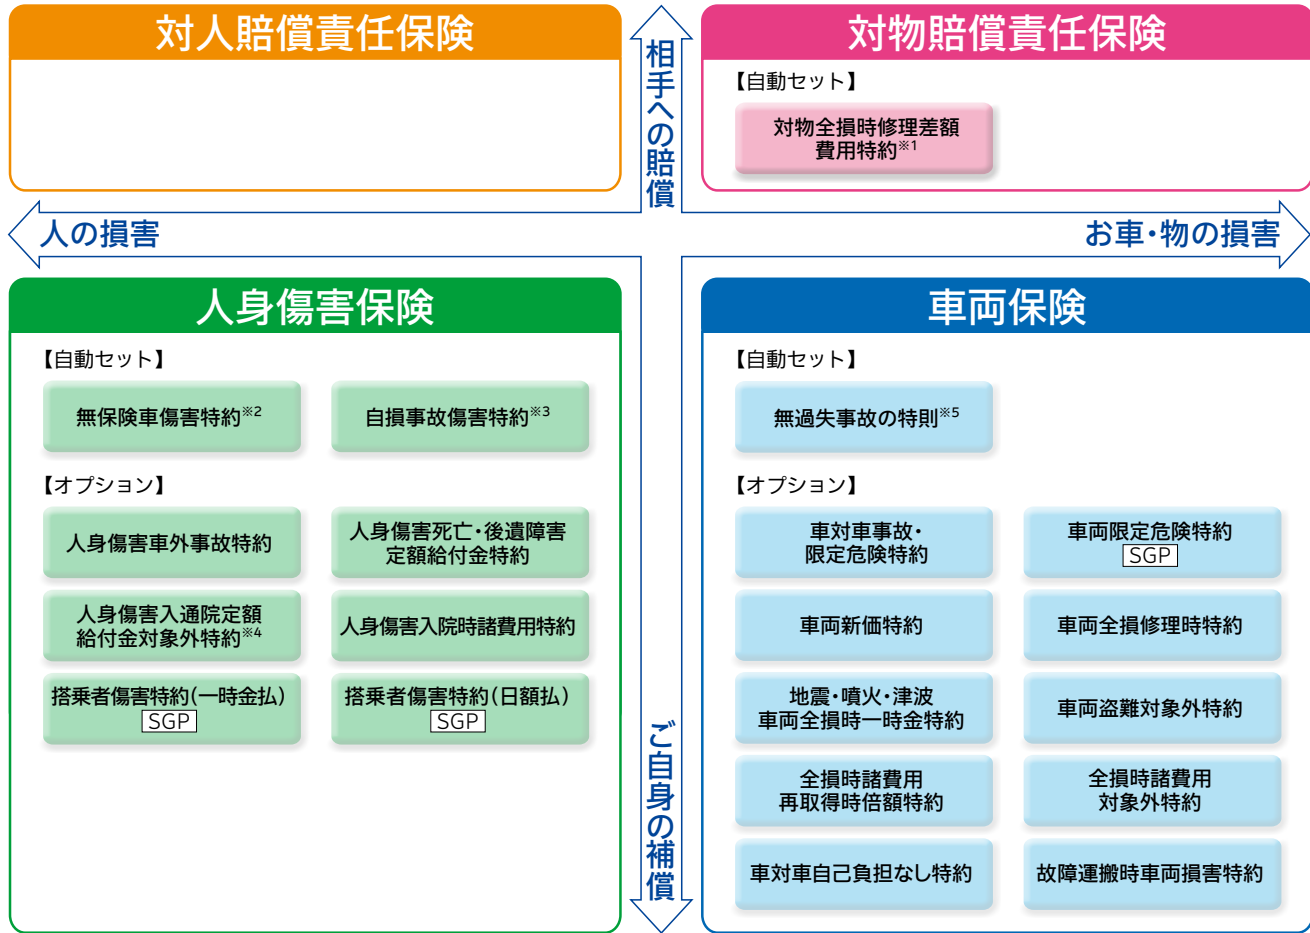 対人賠償責任保険
相手への賠償
対物賠償責任保険
【自動セット】
対物全損時修理差額
費用特約※1
人の損害
お車・物の損害
人身傷害保険
【自動セット】
無保険車傷害特約※2
自損事故傷害特約※3
【オプション】
人身傷害車外事故特約
人身傷害死亡・後遺障害
定額給付金特約
人身傷害入通院定額
給付金対象外特約※4
人身傷害入院時諸費用特約
搭乗者傷害特約(一時金払)
SGP
搭乗者傷害特約(日額払)
SGP
ご自身の補償
車両保険
【自動セット】
無過失事故の特則※5
【オプション】
車対車事故・
限定危険特約
車両限定危険特約
SGP
車両新価特約
車両全損修理時特約
地震・噴火・津波
車両全損時一時金特約
車両盗難対象外特約
全損時諸費用
再取得時倍額特約
全損時諸費用
対象外特約
車対車自己負担なし特約
故障運搬時車両損害特約